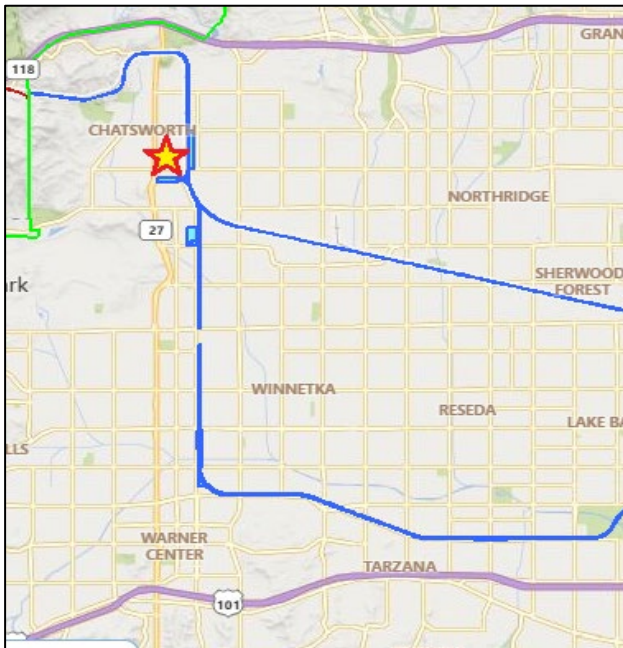 GRAN
118
CHATSWORTH
NORTHRIDGE
27
SHERWOOD
FOREST
ark
WINNETKA
RESEDA
LAKE BA
LLS
WARNER
CENTER
TARZANA
101